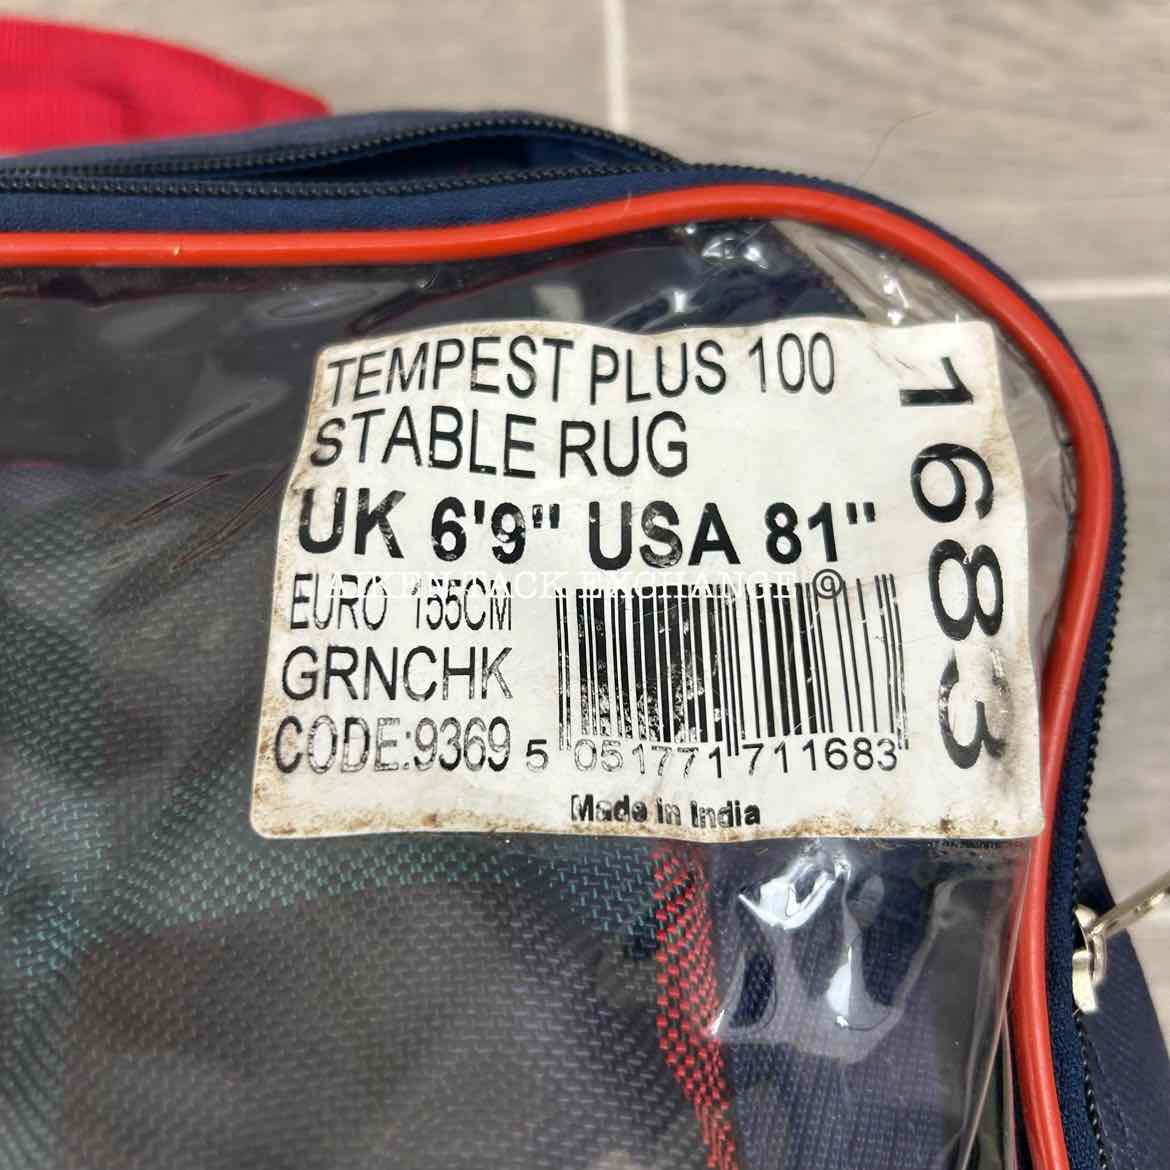 TEMPEST PLUS 100
STABLE RUG
UK 6'9" USA 81"
EURO 155CM
GRNCHK
CODE:9369
5 051771 711683
Made in India
1683
AIKEN TACK EXCHANGE ©